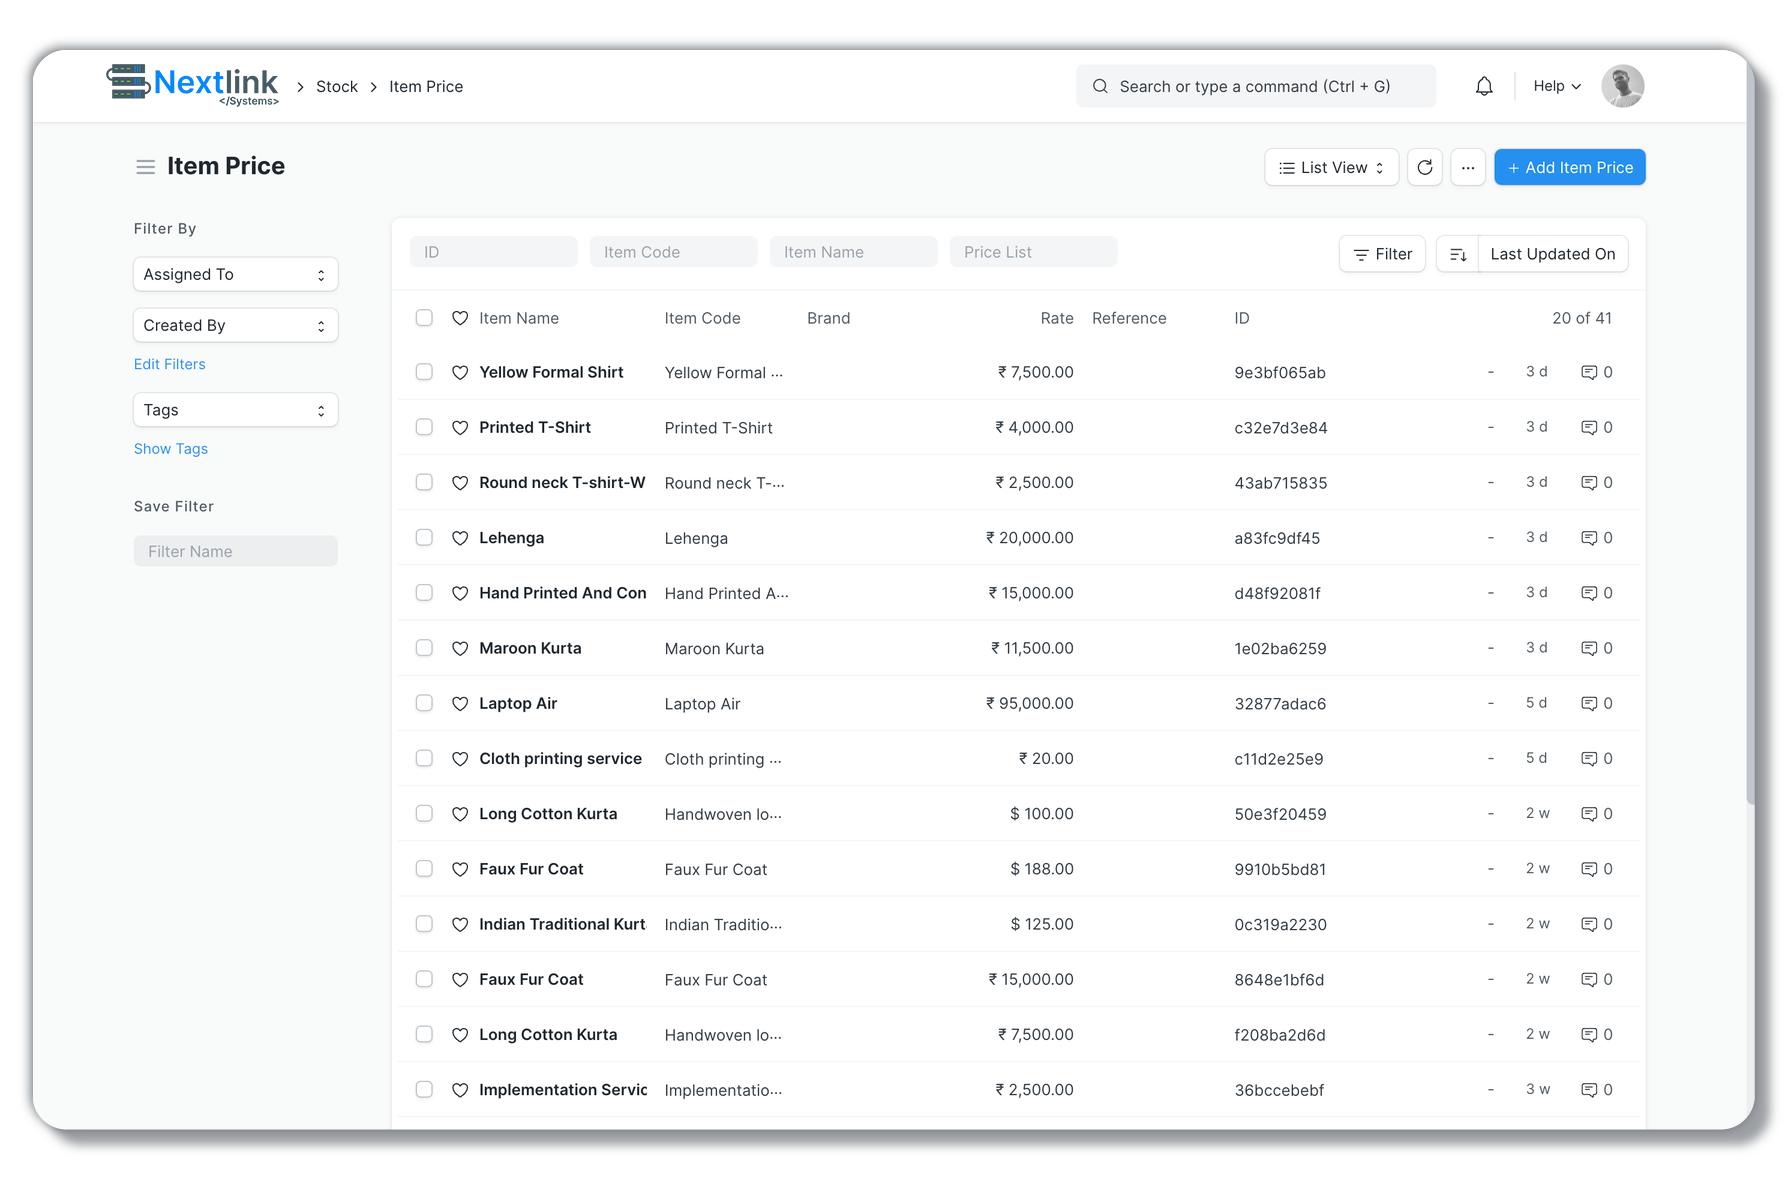 Nextlink
</Systems>
Stock
Item Price
Search or type a command (Ctrl + G)
Help
Item Price
List View
···
+ Add Item Price
Filter By
Assigned To
Created By
Edit Filters
Tags
Show Tags
Save Filter
Filter Name
ID Item Code Item Name Price List Filter Last Updated On
Item Name Item Code Brand Rate Reference ID 20 of 41
Yellow Formal Shirt Yellow Formal ... ₹ 7,500.00 9e3bf065ab - 3 d 0
Printed T-Shirt Printed T-Shirt ₹ 4,000.00 c32e7d3e84 - 3 d 0
Round neck T-shirt-W Round neck T-... ₹ 2,500.00 43ab715835 - 3 d 0
Lehenga Lehenga ₹ 20,000.00 a83fc9df45 - 3 d 0
Hand Printed And Con Hand Printed A... ₹ 15,000.00 d48f92081f - 3 d 0
Maroon Kurta Maroon Kurta ₹ 11,500.00 1e02ba6259 - 3 d 0
Laptop Air Laptop Air ₹ 95,000.00 32877adac6 - 5 d 0
Cloth printing service Cloth printing ... ₹ 20.00 c11d2e25e9 - 5 d 0
Long Cotton Kurta Handwoven lo... $ 100.00 50e3f20459 - 2 w 0
Faux Fur Coat Faux Fur Coat $ 188.00 9910b5bd81 - 2 w 0
Indian Traditional Kurt Indian Traditio... $ 125.00 0c319a2230 - 2 w 0
Faux Fur Coat Faux Fur Coat ₹ 15,000.00 8648e1bf6d - 2 w 0
Long Cotton Kurta Handwoven lo... ₹ 7,500.00 f208ba2d6d - 2 w 0
Implementation Servic Implementatio... ₹ 2,500.00 36bccebebf - 3 w 0